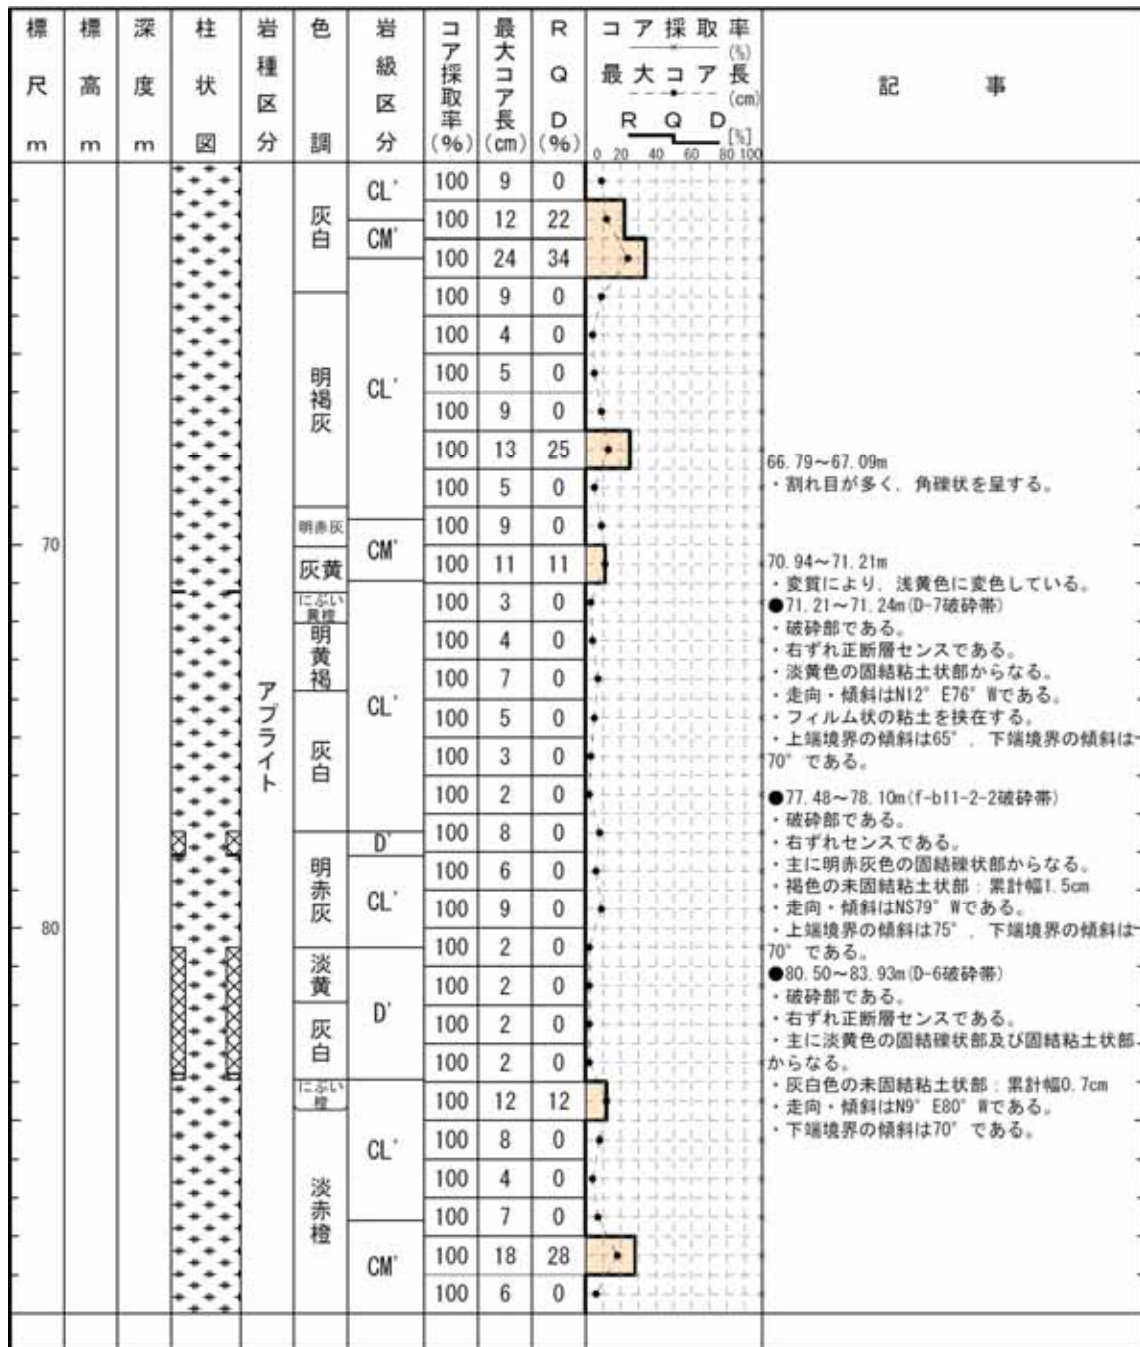 標尺m
標高m
深度m
柱状図
岩種区分
色調
岩級区分
コア採取率(%)
最大コア長(cm)
RQD(%)
コア採取率
(%)
最大コア長
(cm)
RQD
[%]
0 20 40 60 80 100
記事
70
80
アプライト
灰白
明褐灰
明赤灰
灰黄
にぶい黄橙
明黄褐
灰白
明赤灰
淡黄
灰白
にぶい橙
淡赤橙
CL'
CM'
CL'
CM'
CL'
D'
CL'
D'
CL'
CM'
100 9 0
100 12 22
100 24 34
100 9 0
100 4 0
100 5 0
100 9 0
100 13 25
100 5 0
100 9 0
100 11 11
100 3 0
100 4 0
100 7 0
100 5 0
100 3 0
100 2 0
100 8 0
100 6 0
100 9 0
100 2 0
100 2 0
100 2 0
100 2 0
100 12 12
100 8 0
100 4 0
100 7 0
100 18 28
100 6 0
66.79～67.09m
・割れ目が多く、角礫状を呈する。
70.94～71.21m
・変質により、浅黄色に変色している。
●71.21～71.24m(D-7破砕帯)
・破砕部である。
・右ずれ正断層センスである。
・淡黄色の固結粘土状部からなる。
・走向・傾斜はN12°E76°Wである。
・フィルム状の粘土を挟在する。
・上端境界の傾斜は65°、下端境界の傾斜は
70°である。
●77.48～78.10m(f-b11-2-2破砕帯)
・破砕部である。
・右ずれセンスである。
・主に明赤灰色の固結礫状部からなる。
・褐色の未固結粘土状部：累計幅1.5cm
・走向・傾斜はNS79°Wである。
・上端境界の傾斜は75°、下端境界の傾斜は
70°である。
●80.50～83.93m(D-6破砕帯)
・破砕部である。
・右ずれ正断層センスである。
・主に淡黄色の固結礫状部及び固結粘土状部
からなる。
・灰白色の未固結粘土状部：累計幅0.7cm
・走向・傾斜はN9°E80°Wである。
・下端境界の傾斜は70°である。